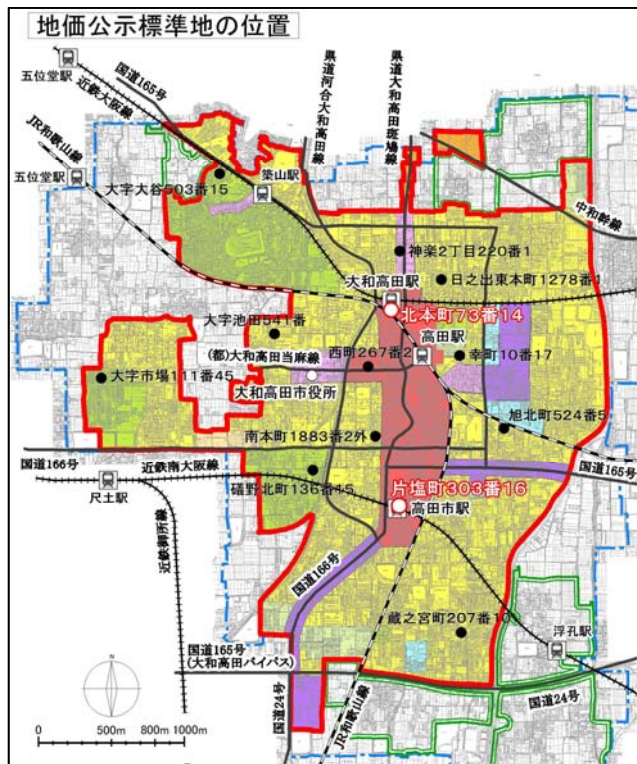 地価公示標準地の位置
五位堂駅
国道165号
近鉄大阪線
県道河合大和高田線
県道大和高田斑鳩線
JR和歌山線
五位堂駅
築山駅
大字大谷503番15
中和幹線
神楽2丁目220番1
大和高田駅
日之出東本町1278番1
北本町73番14
大字池田541番
高田駅
(都)大和高田当麻線
西町267番2
幸町10番17
大字市場111番45
大和高田市役所
旭北町524番5
南本町1883番2外
国道166号
近鉄南大阪線
国道165号
尺土駅
礒野北町136番15
片塩町303番16
高田市駅
近鉄御所線
国道166号
蔵之宮町207番10
浮孔駅
国道165号
(大和高田バイパス)
国道24号
JR和歌山線
国道24号
0 500m 800m 1000m